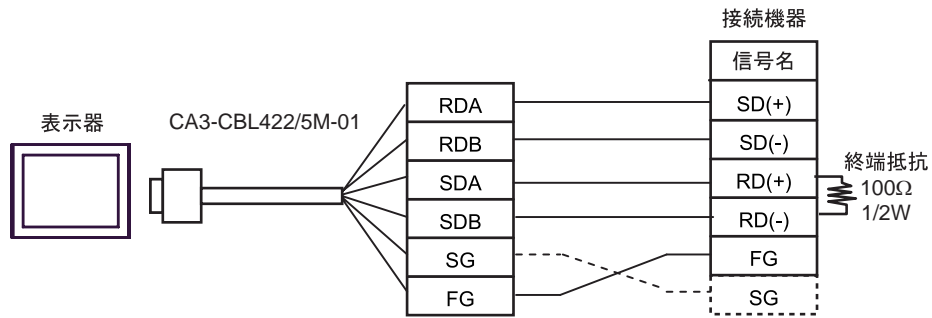 接続機器
信号名
表示器
CA3-CBL422/5M-01
RDA
RDB
SDA
SDB
SG
FG
SD(+)
SD(-)
RD(+)
RD(-)
FG
SG
終端抵抗
100Ω
1/2W